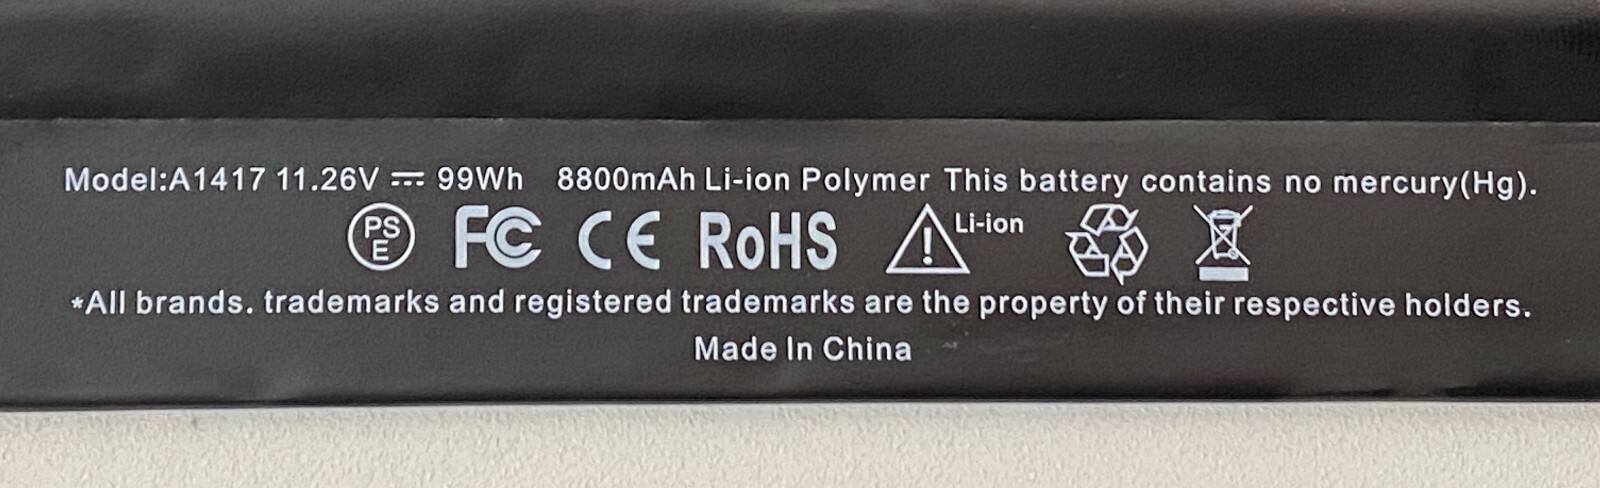 Model:A1417 11.26V ⎓ 99Wh 8800mAh Li-ion Polymer This battery contains no mercury(Hg).
PS E FC CE RoHS ! Li-ion
*All brands. trademarks and registered trademarks are the property of their respective holders.
Made In China